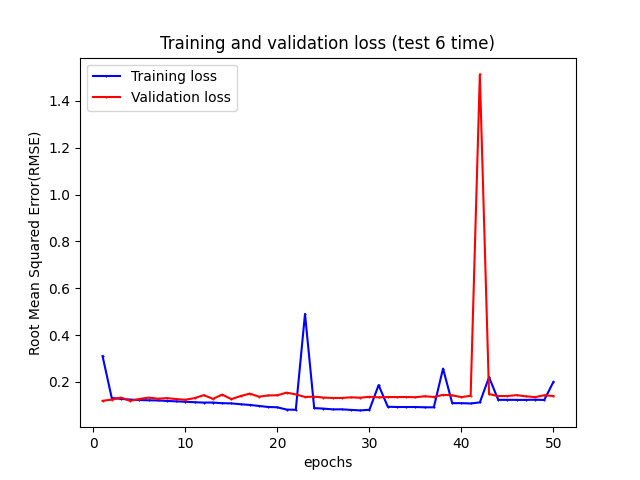 Training and validation loss (test 6 time)
Training loss
Validation loss
Root Mean Squared Error(RMSE)
1.4
1.2
1.0
0.8
0.6
0.4
0.2
0 10 20 30 40 50
epochs